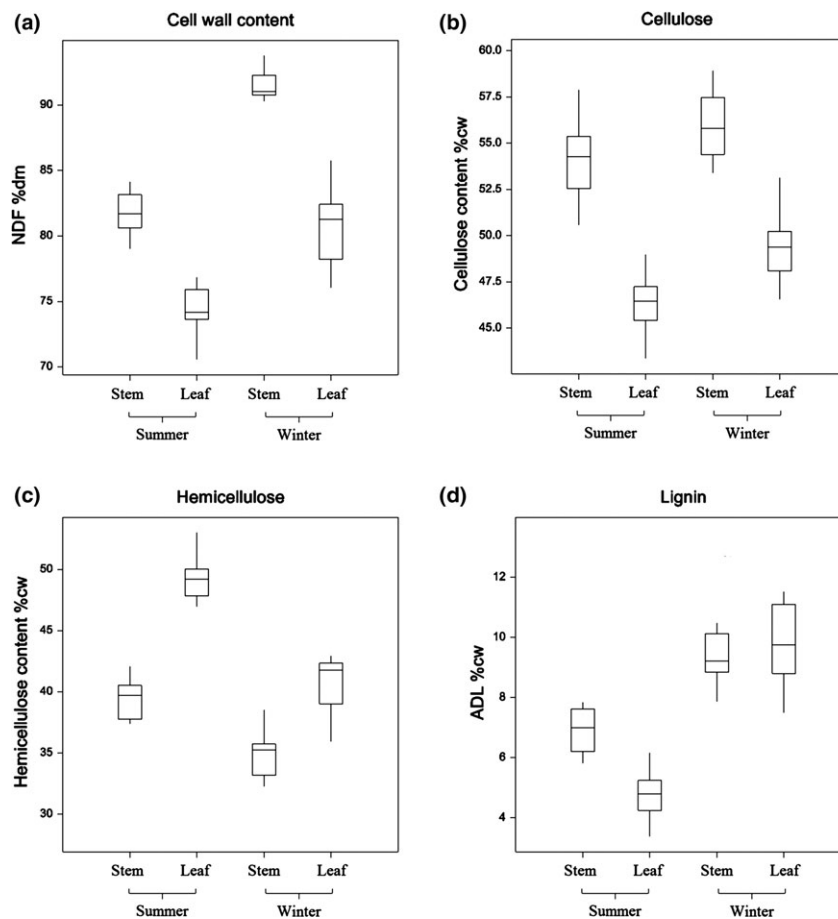 (a)
Cell wall content
NDF %dm
90
85
80
75
70
Stem Leaf Stem Leaf
Summer Winter
(b)
Cellulose
Cellulose content %cw
60.0
57.5
55.0
52.5
50.0
47.5
45.0
Stem Leaf Stem Leaf
Summer Winter
(c)
Hemicellulose
Hemicellulose content %cw
50
45
40
35
30
Stem Leaf Stem Leaf
Summer Winter
(d)
Lignin
ADL %cw
12
10
8
6
4
Stem Leaf Stem Leaf
Summer Winter